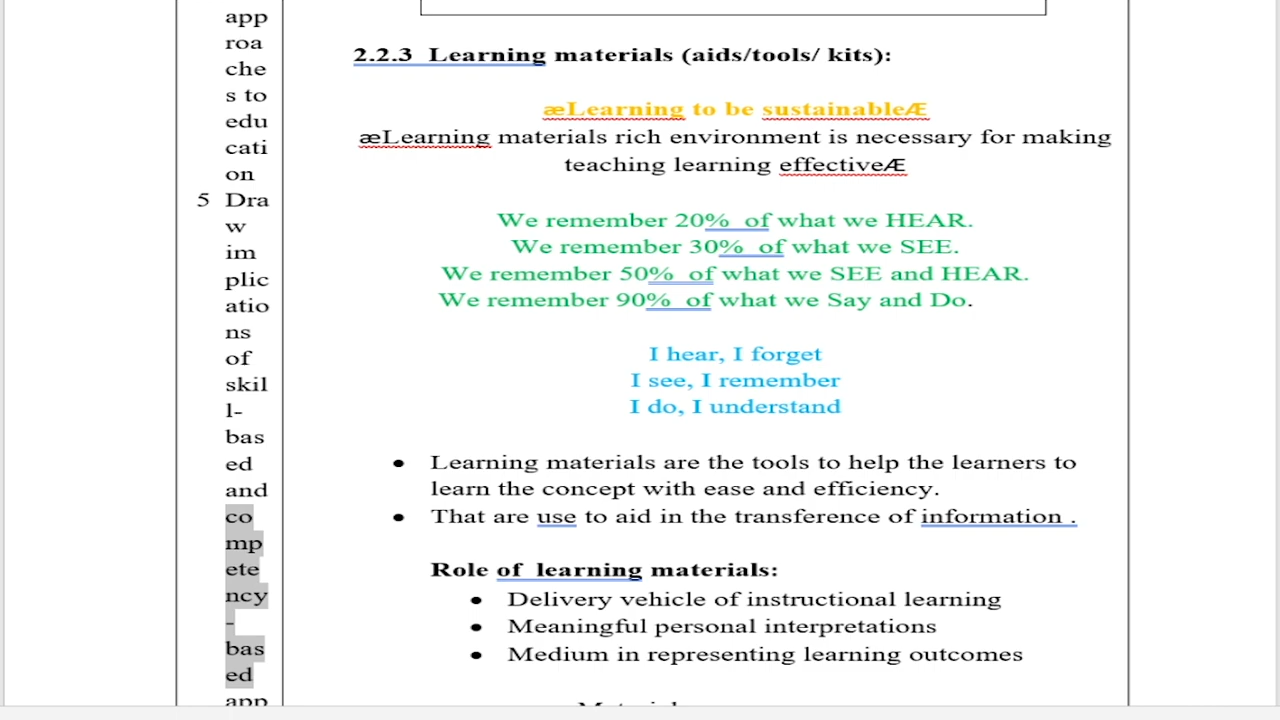 app
roa
che
s to
edu
cati
on
5 Dra
w
im
plic
atio
ns
of
skil
l-
bas
ed
and
co
mp
ete
ncy
-
bas
ed
app
2.2.3  Learning materials (aids/tools/ kits):
æLearning to be sustainableÆ
æLearning materials rich environment is necessary for making
teaching learning effectiveÆ
We remember 20%  of what we HEAR.
We remember 30%  of what we SEE.
We remember 50%  of what we SEE and HEAR.
We remember 90%  of what we Say and Do.
I hear, I forget
I see, I remember
I do, I understand
• Learning materials are the tools to help the learners to
learn the concept with ease and efficiency.
• That are use to aid in the transference of information .
Role of  learning materials:
• Delivery vehicle of instructional learning
• Meaningful personal interpretations
• Medium in representing learning outcomes